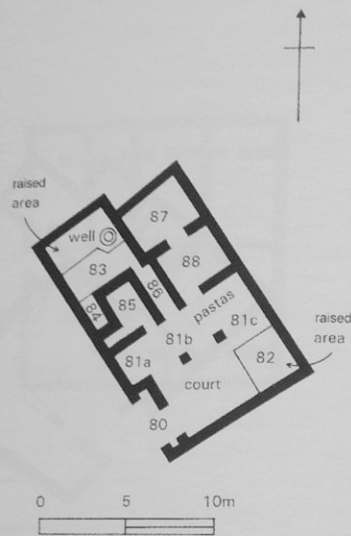 raised
area
well
87
83
88
86
85
84
pastas
81c
81b
81a
82
court
raised
area
80
0 5 10m